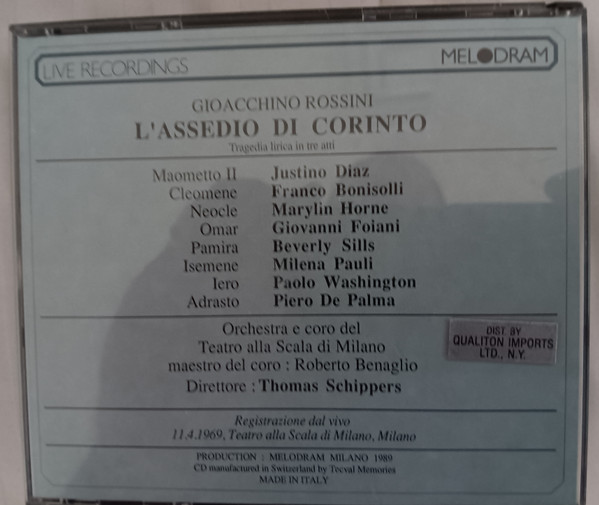 LIVE RECORDINGS
MELODRAM
GIOACCHINO ROSSINI
L'ASSEDIO DI CORINTO
Tragedia lirica in tre atti
Maometto II Justino Diaz
Cleomene Franco Bonisolli
Neocle Marylin Horne
Omar Giovanni Foiani
Pamira Beverly Sills
Isemene Milena Pauli
Iero Paolo Washington
Adrasto Piero De Palma
Orchestra e coro del
Teatro alla Scala di Milano
maestro del coro : Roberto Benaglio
Direttore : Thomas Schippers
DIST BY
QUALITON IMPORTS
LTD., N.Y.
Registrazione dal vivo
11.4.1969, Teatro alla Scala di Milano, Milano
PRODUCTION : MELODRAM MILANO 1989
CD manufactured in Switzerland by Tecval Memories
MADE IN ITALY